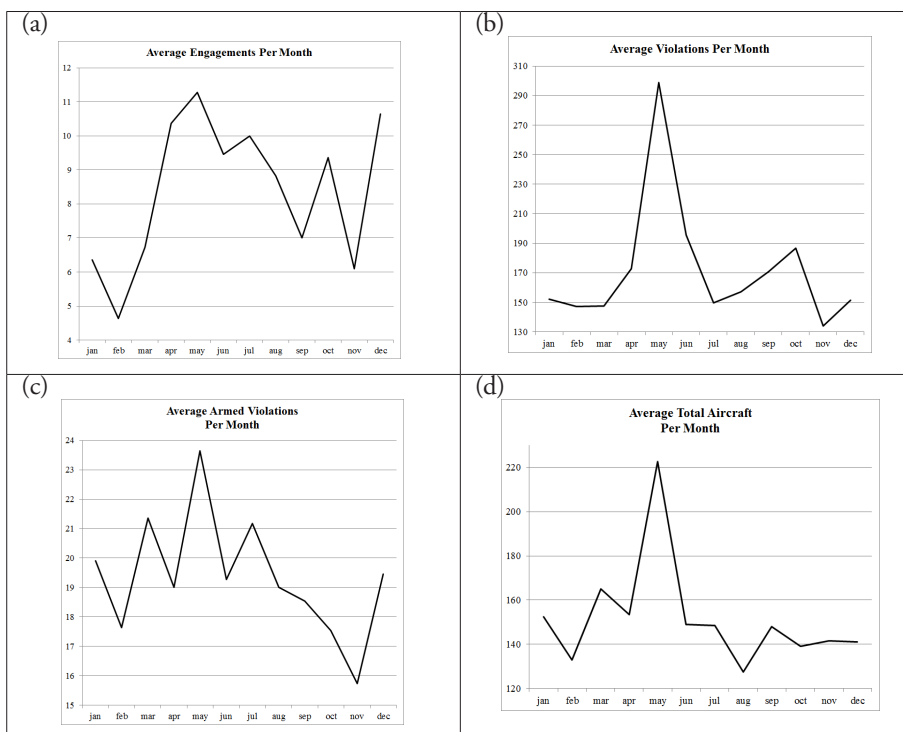 (a)
Average Engagements Per Month
12
11
10
9
8
7
6
5
4
jan feb mar apr may jun jul aug sep oct nov dec
(b)
Average Violations Per Month
310
290
270
250
230
210
190
170
150
130
jan feb mar apr may jun jul aug sep oct nov dec
(c)
Average Armed Violations
Per Month
24
23
22
21
20
19
18
17
16
15
jan feb mar apr may jun jul aug sep oct nov dec
(d)
Average Total Aircraft
Per Month
220
200
180
160
140
120
jan feb mar apr may jun jul aug sep oct nov dec